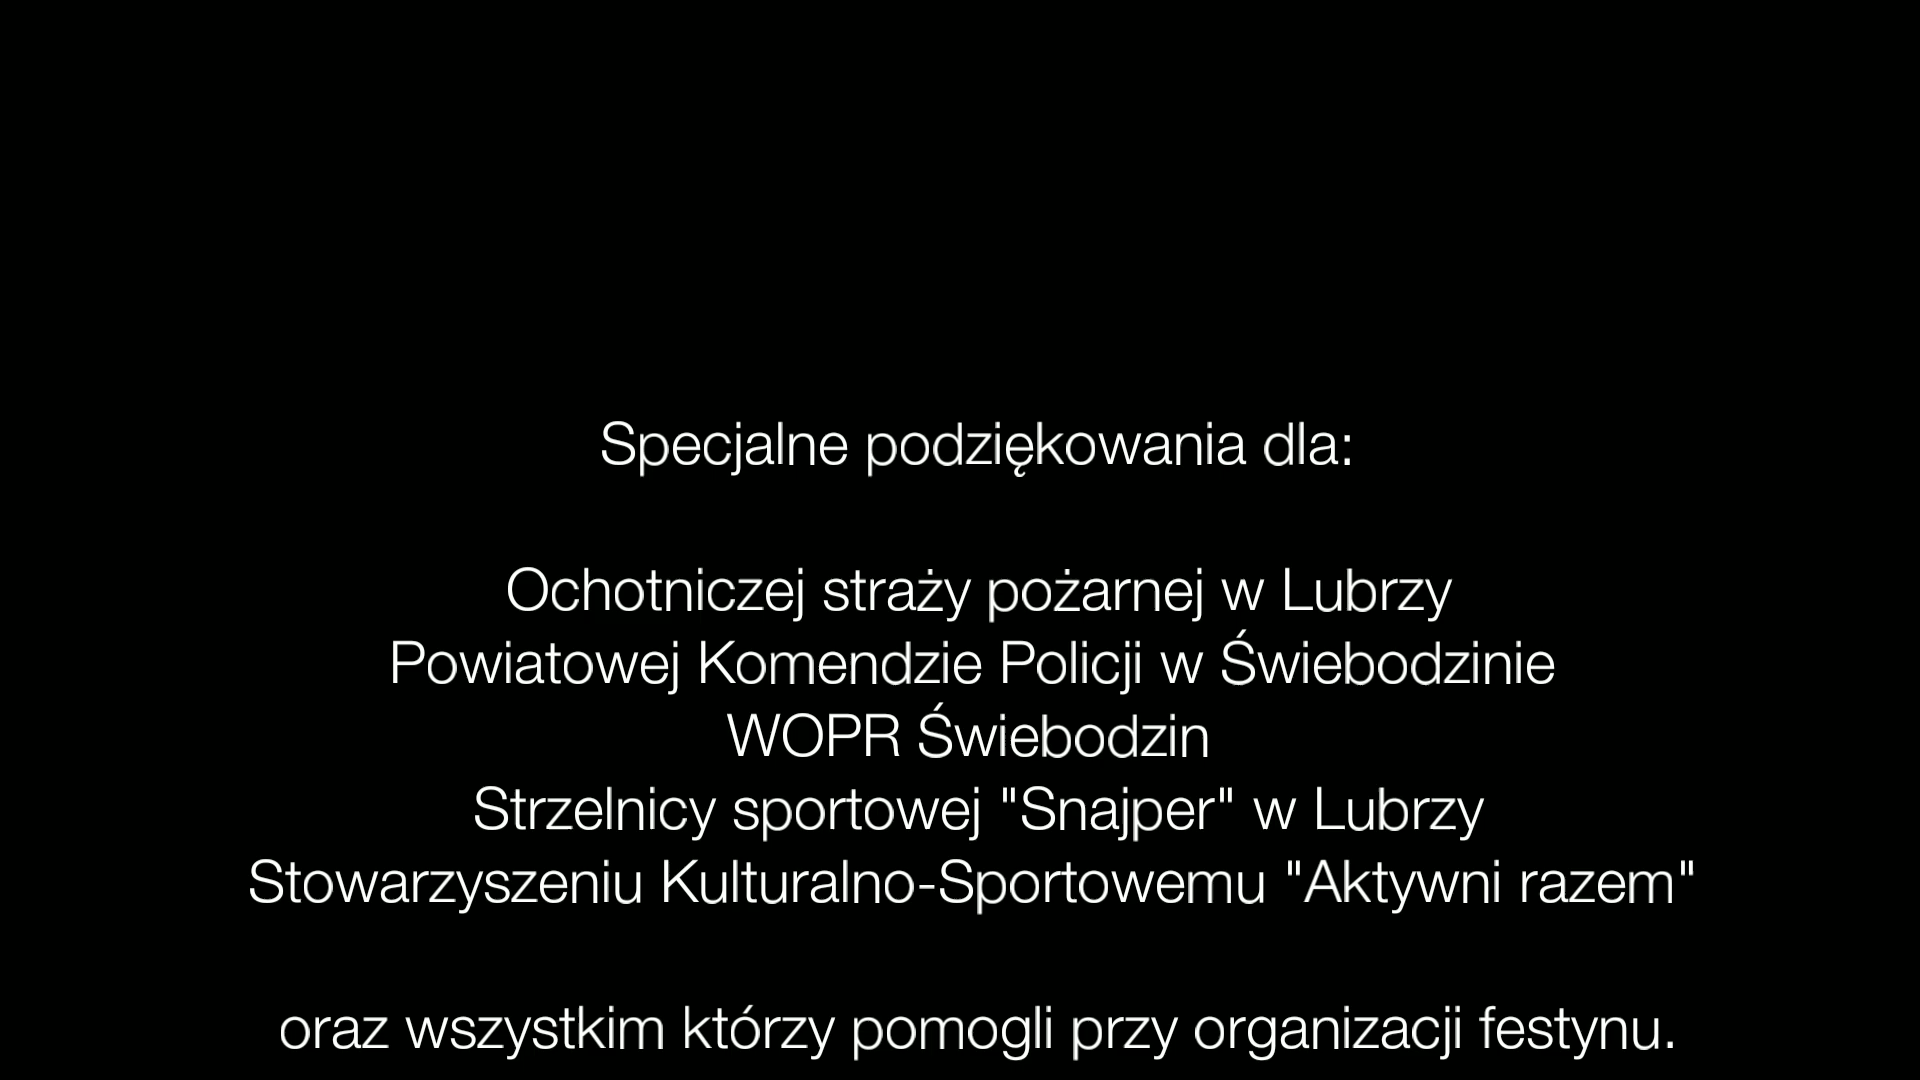 Specjalne podziękowania dla:
Ochotniczej straży pożarnej w Lubrzy
Powiatowej Komendzie Policji w Świebodzinie
WOPR Świebodzin
Strzelnicy sportowej "Snajper" w Lubrzy
Stowarzyszeniu Kulturalno-Sportowemu "Aktywni razem"
oraz wszystkim którzy pomogli przy organizacji festynu.